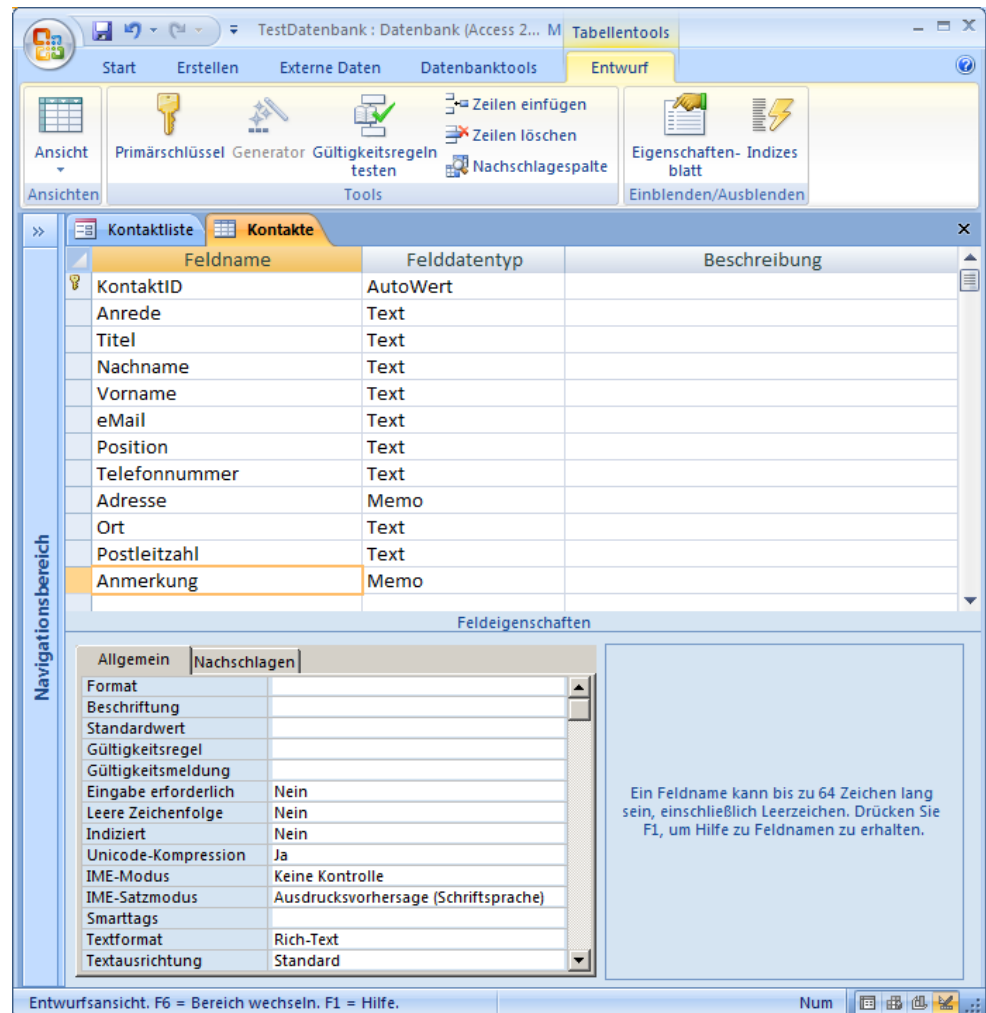 TestDatenbank : Datenbank (Access 2... M Tabellentools
Start Erstellen Externe Daten Datenbanktools Entwurf
Ansicht
Primärschlüssel Generator Gültigkeitsregeln testen
Zeilen einfügen
Zeilen löschen
Nachschlagespalte
Eigenschaften-
blatt
Indizes
Ansichten Tools Einblenden/Ausblenden
Kontaktliste Kontakte
Feldname Felddatentyp Beschreibung
KontaktID AutoWert
Anrede Text
Titel Text
Nachname Text
Vorname Text
eMail Text
Position Text
Telefonnummer Text
Adresse Memo
Ort Text
Postleitzahl Text
Anmerkung Memo
Navigationsbereich
Feldeigenschaften
Allgemein Nachschlagen
Format
Beschriftung
Standardwert
Gültigkeitsregel
Gültigkeitsmeldung
Eingabe erforderlich Nein
Leere Zeichenfolge Nein
Indiziert Nein
Unicode-Kompression Ja
IME-Modus Keine Kontrolle
IME-Satzmodus Ausdrucksvorhersage (Schriftsprache)
Smarttags
Textformat Rich-Text
Textausrichtung Standard
Ein Feldname kann bis zu 64 Zeichen lang
sein, einschließlich Leerzeichen. Drücken Sie
F1, um Hilfe zu Feldnamen zu erhalten.
Entwurfsansicht. F6 = Bereich wechseln. F1 = Hilfe. Num